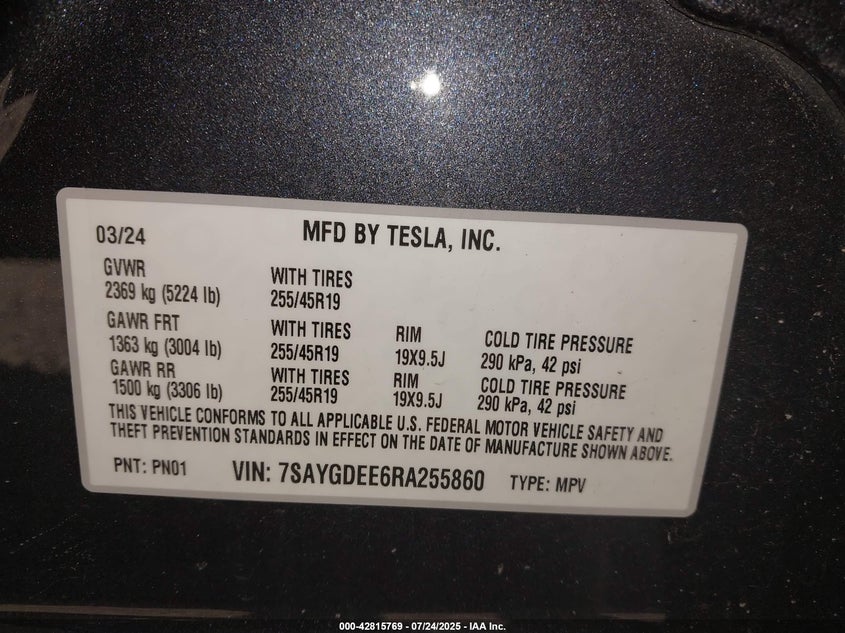 03/24 MFD BY TESLA, INC.
GVWR
2369 kg (5224 lb)
WITH TIRES
255/45R19
GAWR FRT
1363 kg (3004 lb)
WITH TIRES
255/45R19
RIM
19X9.5J
COLD TIRE PRESSURE
290 kPa, 42 psi
GAWR RR
1500 kg (3306 lb)
WITH TIRES
255/45R19
RIM
19X9.5J
COLD TIRE PRESSURE
290 kPa, 42 psi
THIS VEHICLE CONFORMS TO ALL APPLICABLE U.S. FEDERAL MOTOR VEHICLE SAFETY AND
THEFT PREVENTION STANDARDS IN EFFECT ON THE DATE OF MANUFACTURE SHOWN ABOVE.
PNT: PN01 VIN: 7SAYGDEE6RA255860 TYPE: MPV
000-42815769 - 07/24/2025 - IAA Inc.